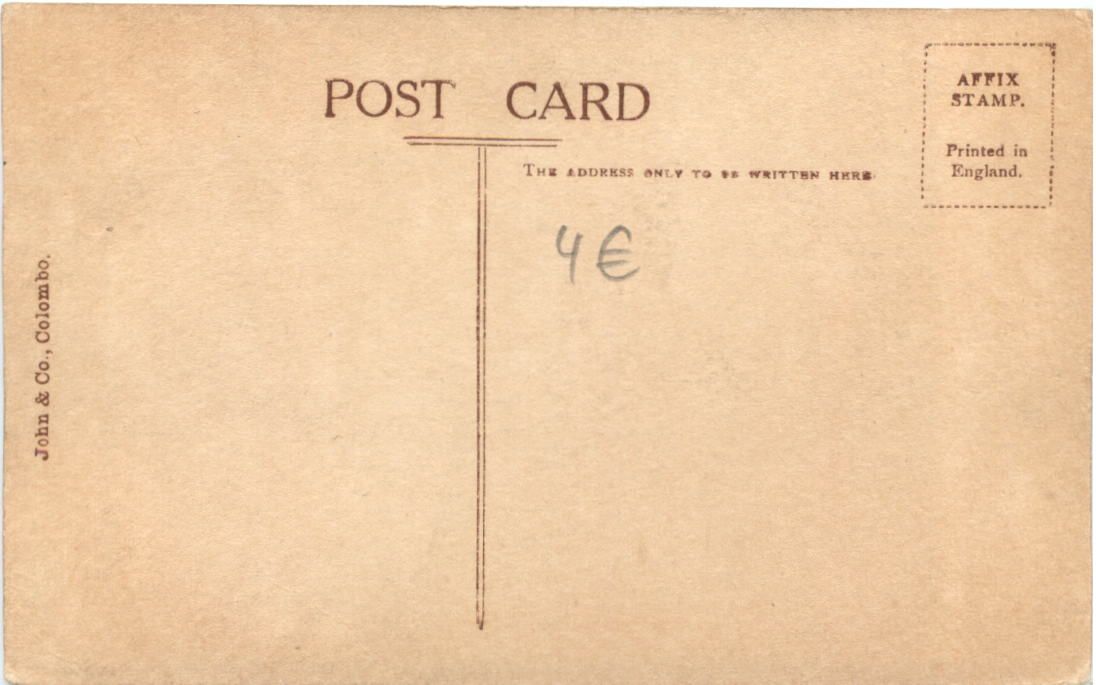 POST CARD
THE ADDRESS ONLY TO BE WRITTEN HERE
AFFIX
STAMP.
Printed in
England.
4 €
John & Co., Colombo.